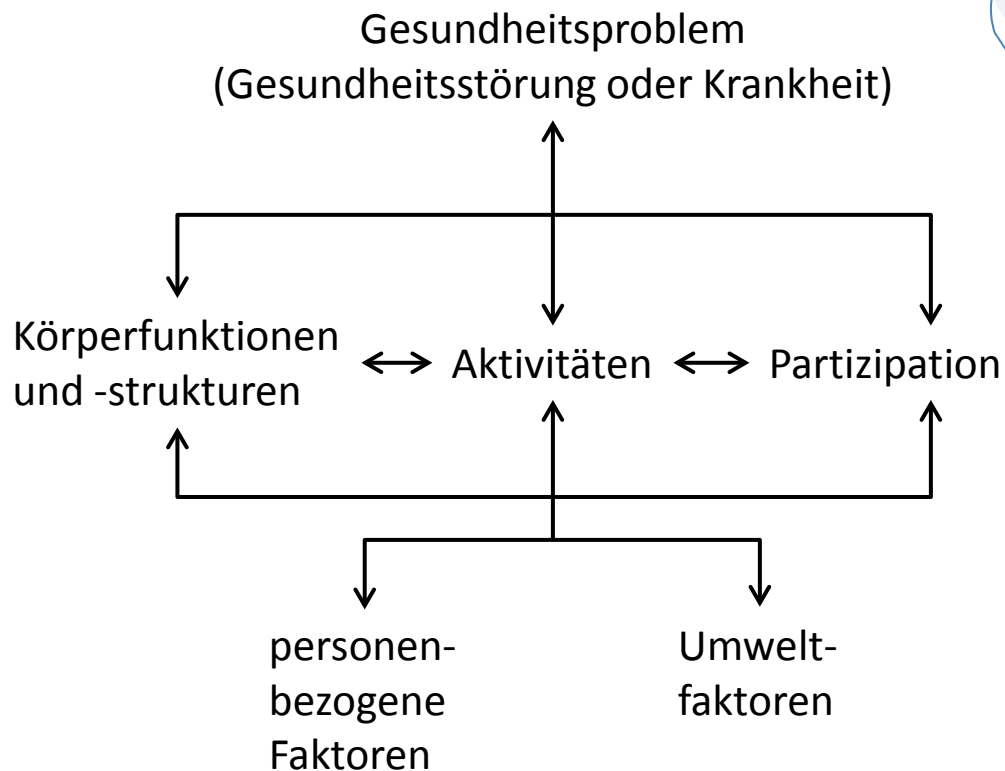 Gesundheitsproblem
(Gesundheitsstörung oder Krankheit)
Körperfunktionen
und -strukturen
Aktivitäten
Partizipation
personen-
bezogene
Faktoren
Umwelt-
faktoren